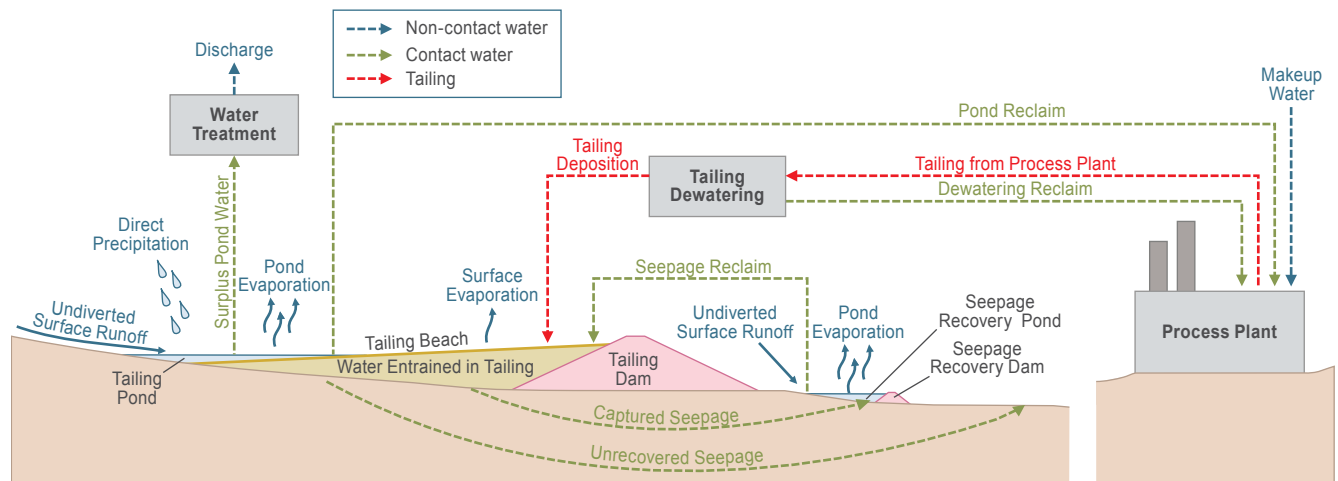 Non-contact water
Contact water
Tailing
Discharge
Water
Treatment
Makeup
Water
Pond Reclaim
Tailing
Deposition
Tailing
Dewatering
Tailing from Process Plant
Dewatering Reclaim
Surplus Pond Water
Direct
Precipitation
Pond
Evaporation
Surface
Evaporation
Seepage Reclaim
Undiverted
Surface Runoff
Undiverted
Surface Runoff
Pond
Evaporation
Seepage
Recovery Pond
Seepage
Recovery Dam
Process Plant
Tailing Beach
Water Entrained in Tailing
Tailing
Dam
Tailing
Pond
Captured Seepage
Unrecovered Seepage